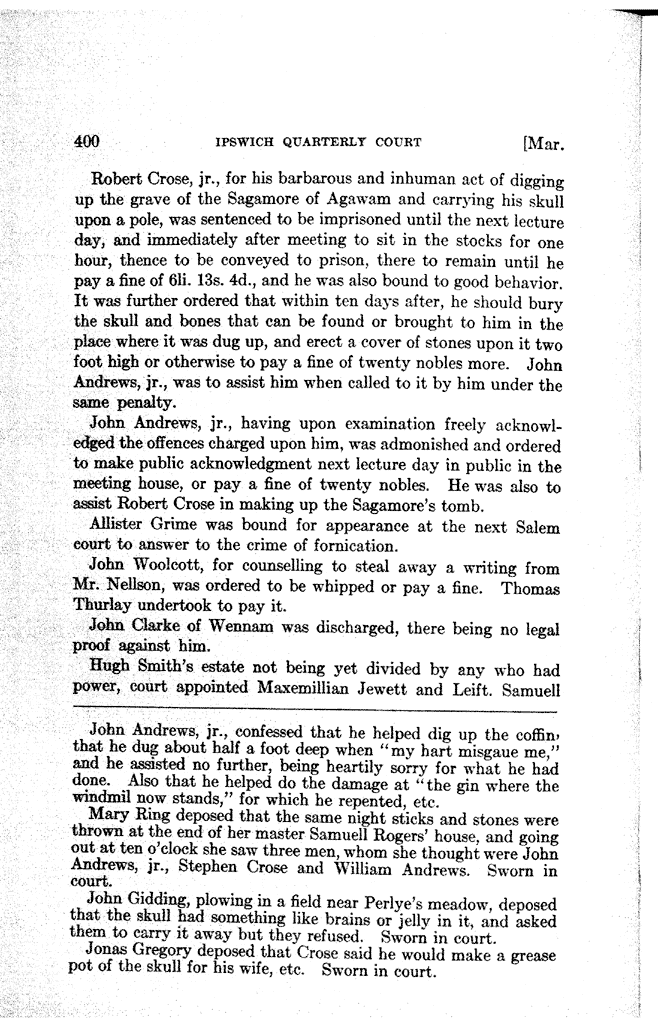 400 IPSWICH QUARTERLY COURT [Mar.
Robert Crose, jr., for his barbarous and inhuman act of digging
up the grave of the Sagamore of Agawam and carrying his skull
upon a pole, was sentenced to be imprisoned until the next lecture
day, and immediately after meeting to sit in the stocks for one
hour, thence to be conveyed to prison, there to remain until he
pay a fine of 6li. 13s. 4d., and he was also bound to good behavior.
It was further ordered that within ten days after, he should bury
the skull and bones that can be found or brought to him in the
place where it was dug up, and erect a cover of stones upon it two
foot high or otherwise to pay a fine of twenty nobles more. John
Andrews, jr., was to assist him when called to it by him under the
same penalty.
John Andrews, jr., having upon examination freely acknowl-
edged the offences charged upon him, was admonished and ordered
to make public acknowledgment next lecture day in public in the
meeting house, or pay a fine of twenty nobles. He was also to
assist Robert Crose in making up the Sagamore's tomb.
Allister Grime was bound for appearance at the next Salem
court to answer to the crime of fornication.
John Woolcott, for counselling to steal away a writing from
Mr. Nellson, was ordered to be whipped or pay a fine. Thomas
Thurlay undertook to pay it.
John Clarke of Wennam was discharged, there being no legal
proof against him.
Hugh Smith's estate not being yet divided by any who had
power, court appointed Maxemillian Jewett and Leift. Samuell
John Andrews, jr., confessed that he helped dig up the coffin,
that he dug about half a foot deep when "my hart misgaue me,"
and he assisted no further, being heartily sorry for what he had
done. Also that he helped do the damage at "the gin where the
windmil now stands," for which he repented, etc.
Mary Ring deposed that the same night sticks and stones were
thrown at the end of her master Samuell Rogers' house, and going
out at ten o'clock she saw three men, whom she thought were John
Andrews, jr., Stephen Crose and William Andrews. Sworn in
court.
John Gidding, plowing in a field near Perlye's meadow, deposed
that the skull had something like brains or jelly in it, and asked
them to carry it away but they refused. Sworn in court.
Jonas Gregory deposed that Crose said he would make a grease
pot of the skull for his wife, etc. Sworn in court.